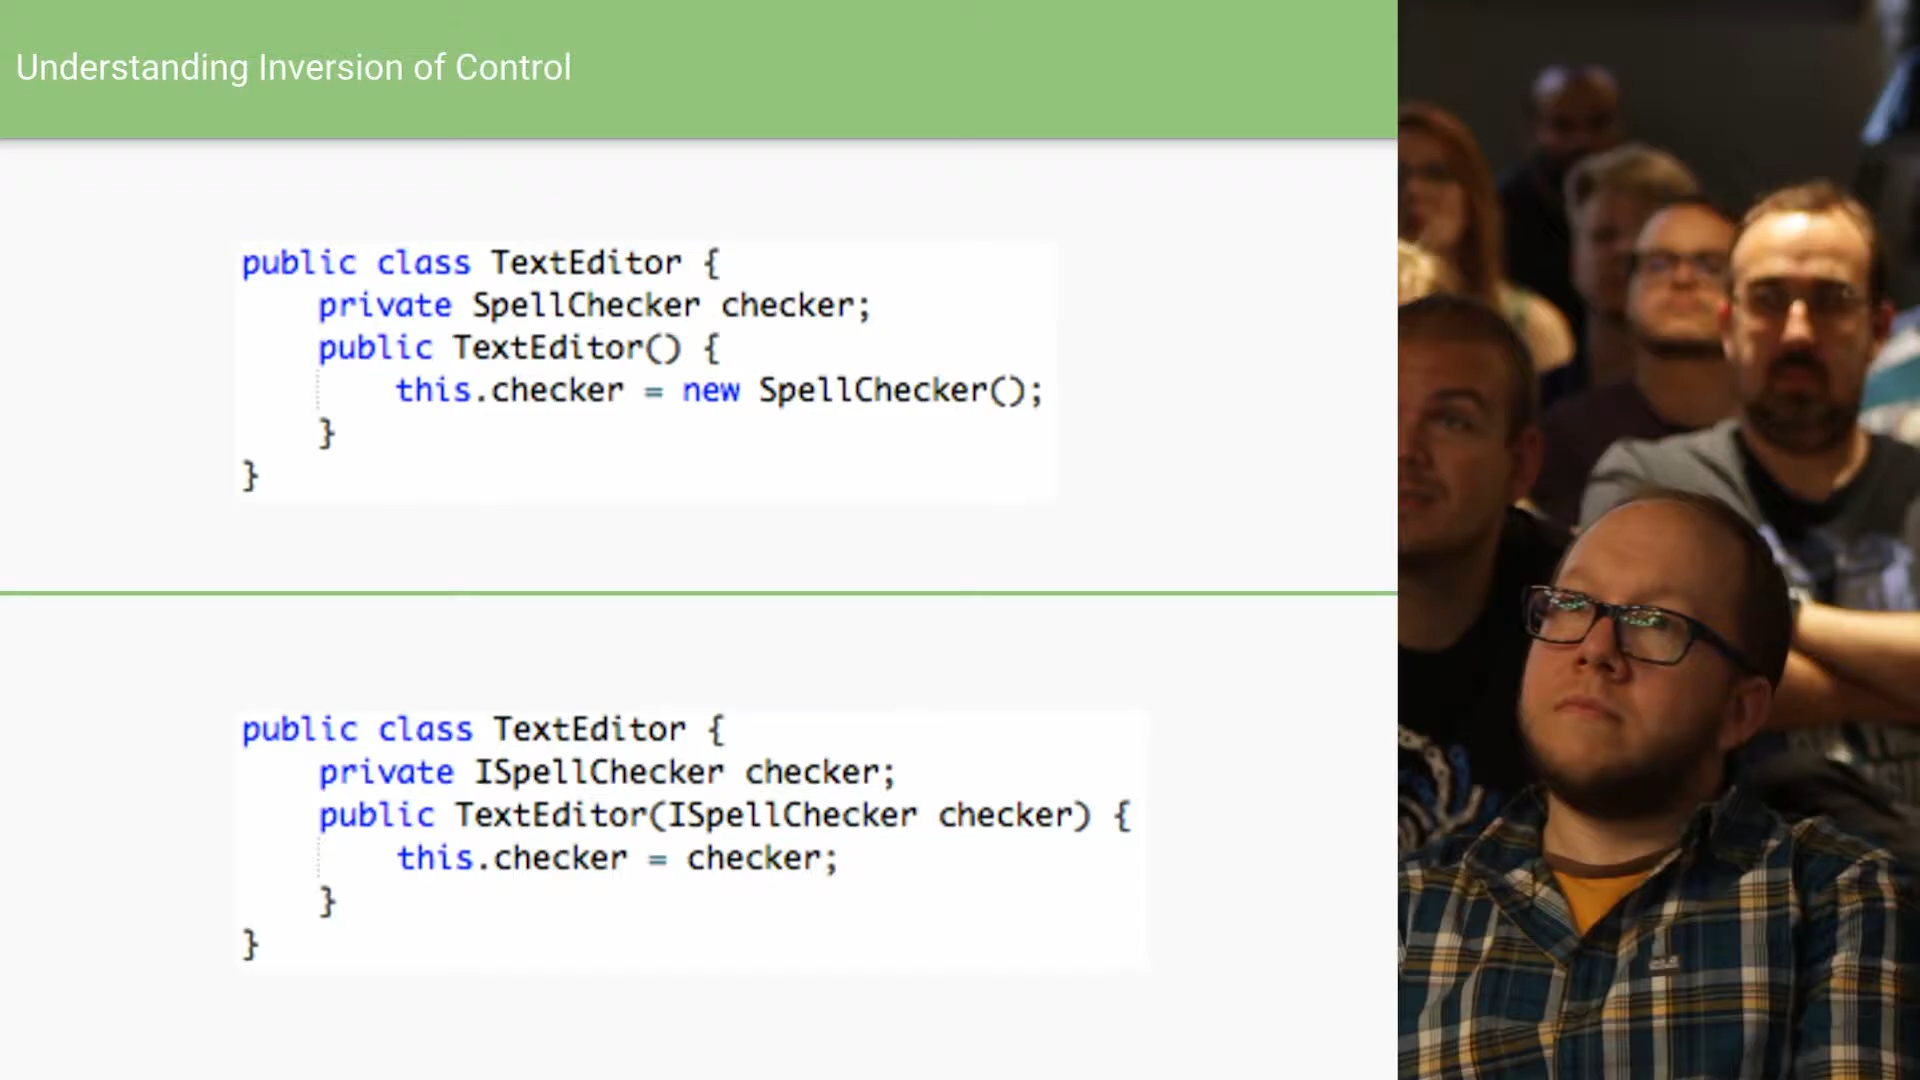 Understanding Inversion of Control
public class TextEditor {
    private SpellChecker checker;
    public TextEditor() {
        this.checker = new SpellChecker();
    }
}
public class TextEditor {
    private ISpellChecker checker;
    public TextEditor(ISpellChecker checker) {
        this.checker = checker;
    }
}